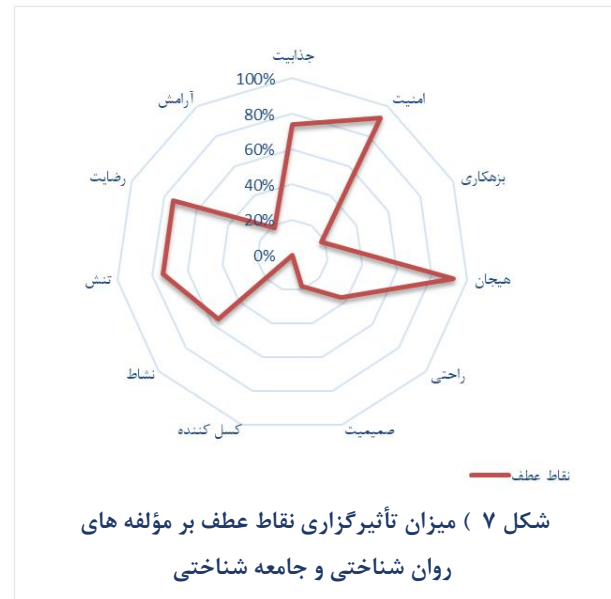 جذابیت
امنیت
بزهکاری
هیجان
راحتی
صمیمیت
کسل کننده
نشاط
تنش
رضایت
آرامش
100%
80%
60%
40%
20%
0%
نقاط عطف
شکل ۷ ) میزان تأثیرگزاری نقاط عطف بر مؤلفه های
روان شناختی و جامعه شناختی